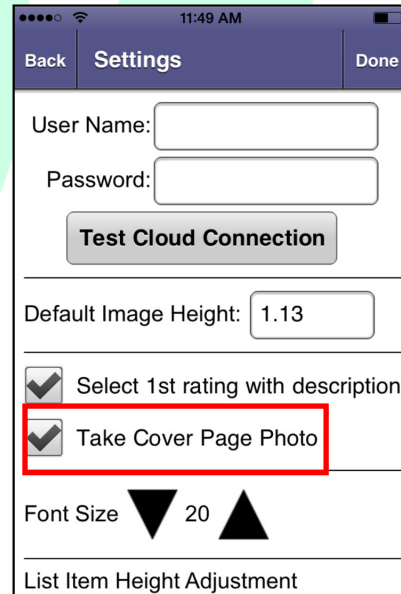 11:49 AM
Back Settings Done
User Name:
Password:
Test Cloud Connection
Default Image Height: 1.13
Select 1st rating with description
Take Cover Page Photo
Font Size 20
List Item Height Adjustment